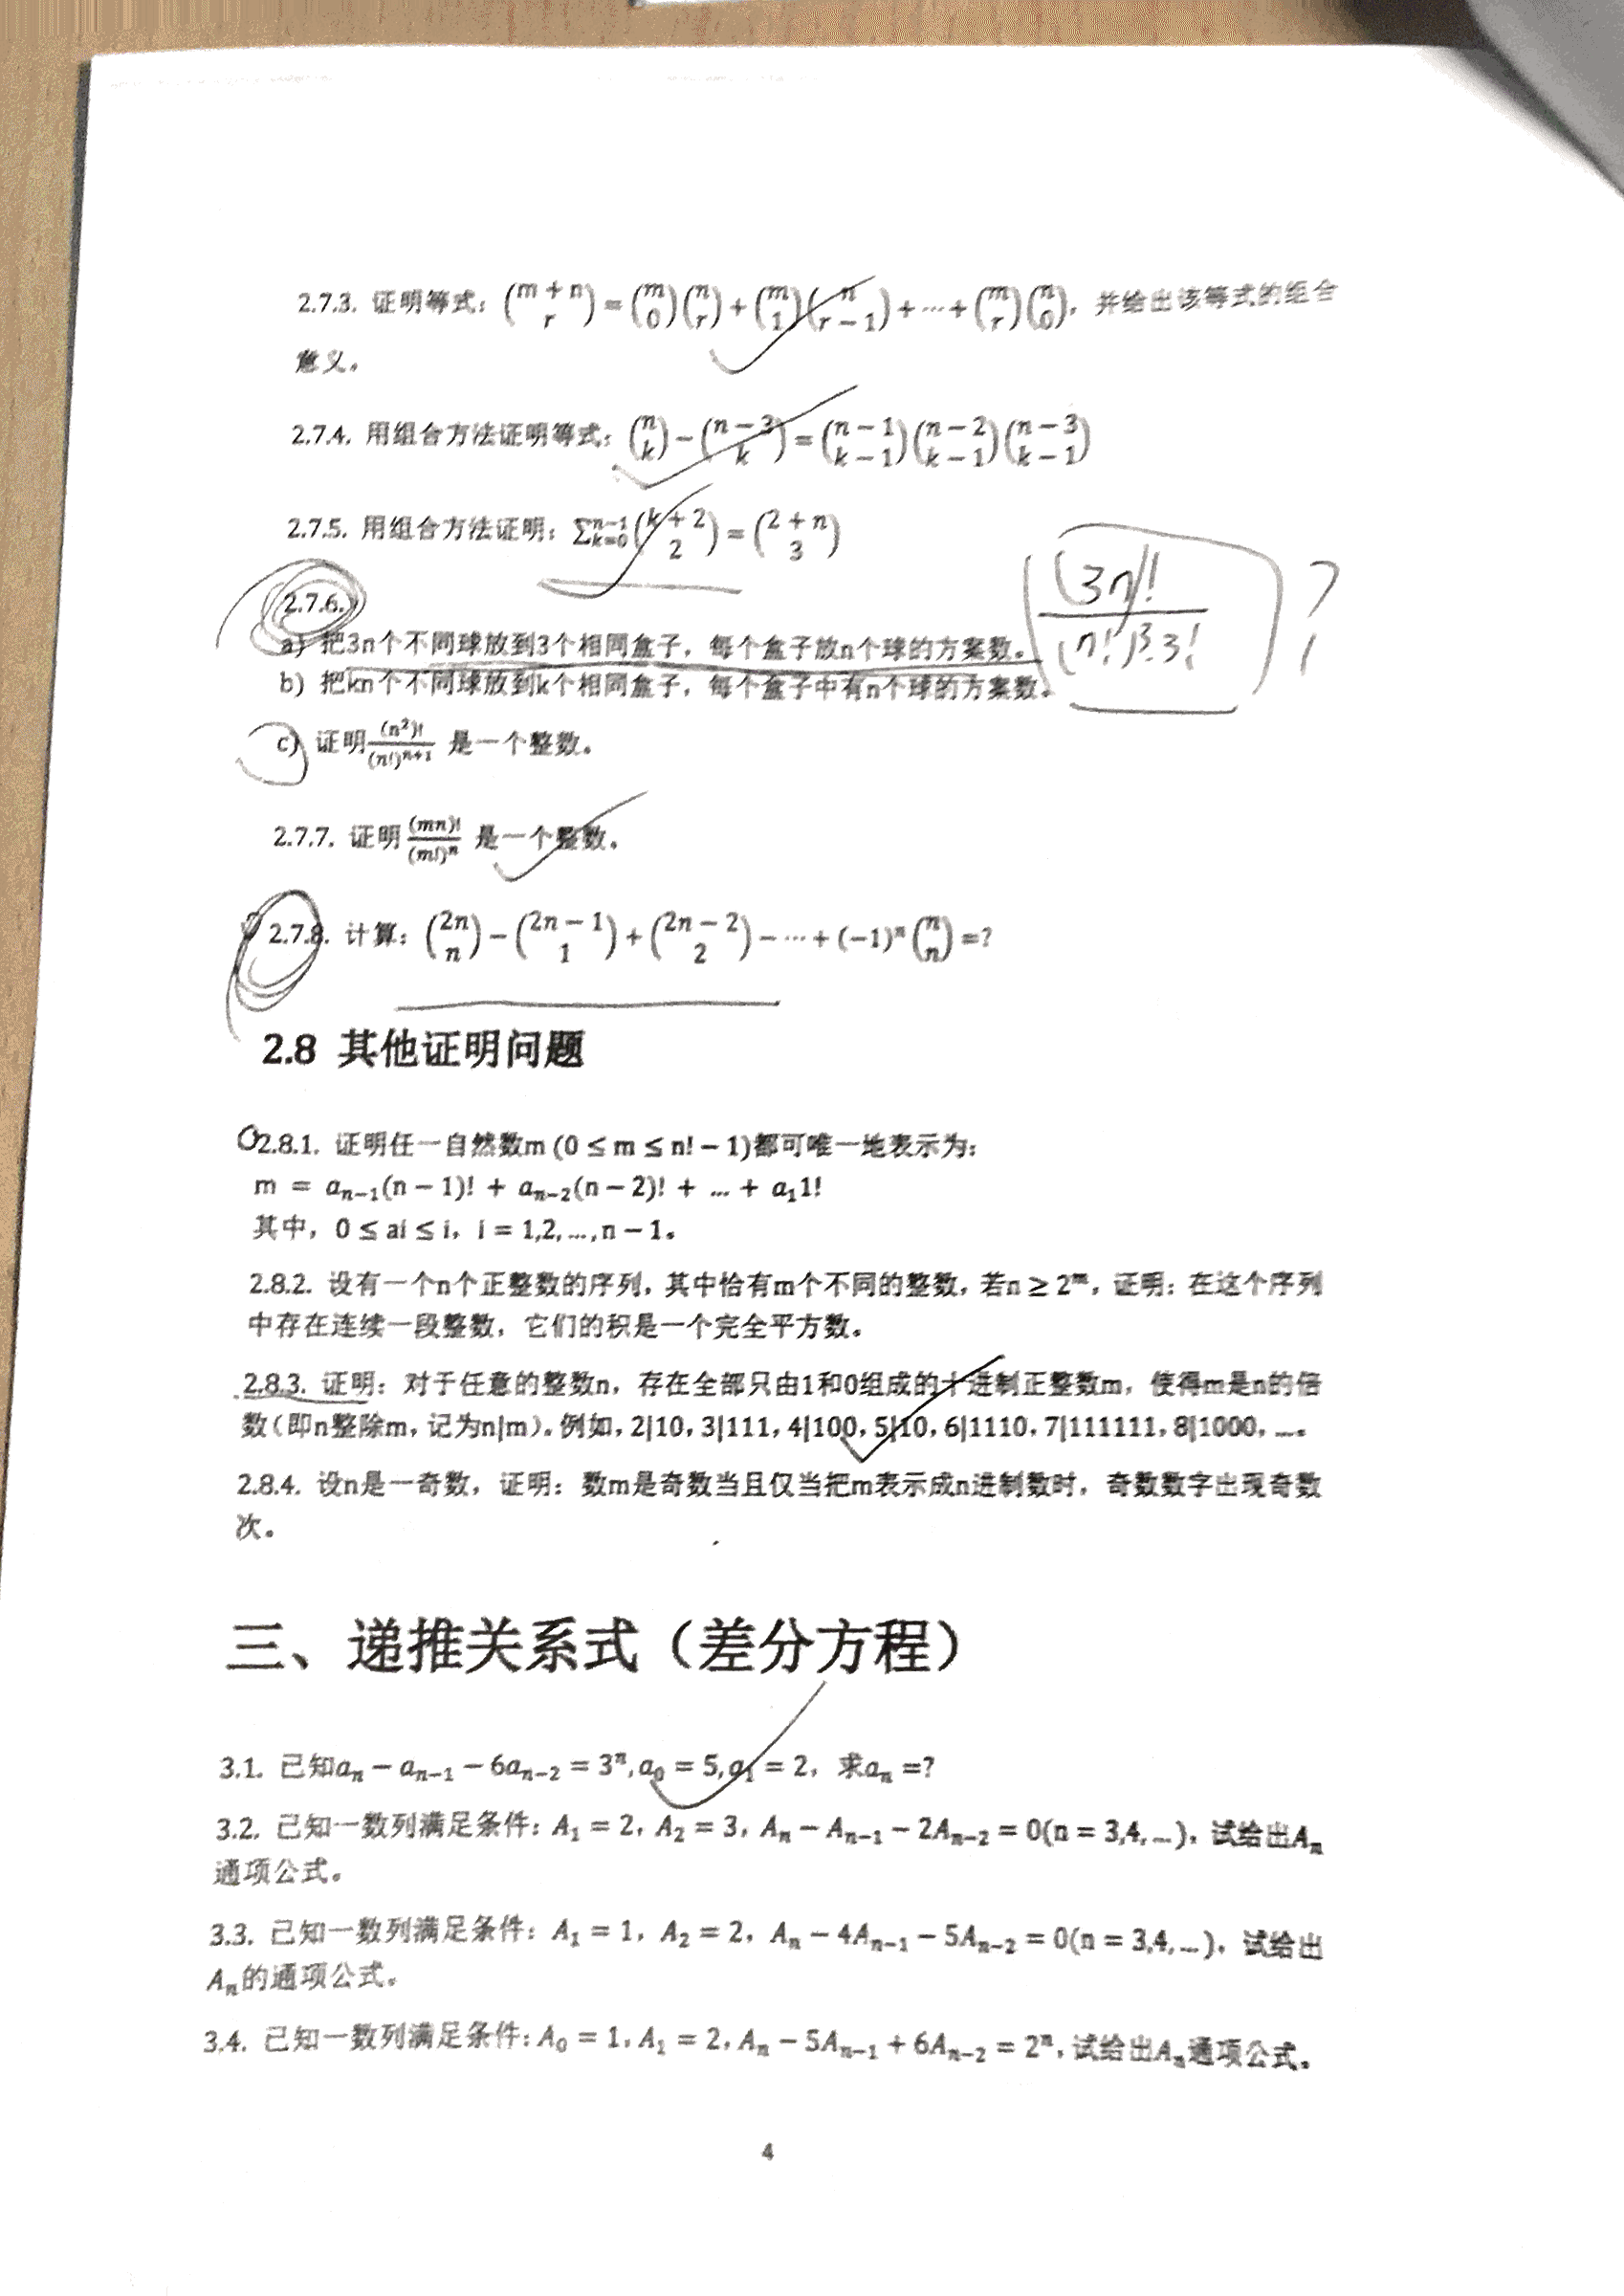 2.7.3. 证明等式：$\binom{m+n}{r}=\binom{m}{0}\binom{n}{r}+\binom{m}{1}\binom{n}{r-1}+\cdots+\binom{m}{r}\binom{n}{0}$，并给出该等式的组合
意义。
2.7.4. 用组合方法证明等式：$\binom{n}{k}-\binom{n-3}{k}=\binom{n-1}{k-1}\binom{n-2}{k-1}\binom{n-3}{k-1}$
2.7.5. 用组合方法证明：$\sum_{k=0}^{n-1}\binom{k+2}{2}=\binom{2+n}{3}$
2.7.6.
a) 把3n个不同球放到3个相同盒子，每个盒子放n个球的方案数。
$\frac{(3n)!}{(n!)^3 \cdot 3!}$ ?
b) 把kn个不同球放到k个相同盒子，每个盒子中有n个球的方案数。
c) 证明$\frac{(n^2)!}{(n!)^{n+1}}$ 是一个整数。
2.7.7. 证明$\frac{(mn)!}{(m!)^n}$ 是一个整数。
2.7.8. 计算：$\binom{2n}{n}-\binom{2n-1}{1}+\binom{2n-2}{2}-\cdots+(-1)^n\binom{n}{n}=?$
2.8 其他证明问题
2.8.1. 证明任一自然数m (0 ≤ m ≤ n! − 1)都可唯一地表示为：
$m = a_{n-1}(n-1)! + a_{n-2}(n-2)! + … + a_1 1!$
其中，0 ≤ ai ≤ i，i = 1,2, …, n − 1。
2.8.2. 设有一个n个正整数的序列，其中恰有m个不同的整数，若$n ≥ 2^m$，证明：在这个序列
中存在连续一段整数，它们的积是一个完全平方数。
2.8.3. 证明：对于任意的整数n，存在全部只由1和0组成的十进制正整数m，使得m是n的倍
数（即n整除m，记为n|m）。例如，2|10，3|111，4|100，5|10，6|1110，7|111111，8|1000，…。
2.8.4. 设n是一奇数，证明：数m是奇数当且仅当把m表示成n进制数时，奇数数字出现奇数
次。
三、递推关系式（差分方程）
3.1. 已知$a_n - a_{n-1} - 6a_{n-2} = 3^n, a_0 = 5, a_1 = 2$，求$a_n$ =?
3.2. 已知一数列满足条件：$A_1 = 2$，$A_2 = 3$，$A_n - A_{n-1} - 2A_{n-2} = 0$(n = 3,4, …)，试给出$A_n$
通项公式。
3.3. 已知一数列满足条件：$A_1 = 1$，$A_2 = 2$，$A_n - 4A_{n-1} - 5A_{n-2} = 0$(n = 3,4, …)，试给出
$A_n$的通项公式。
3.4. 已知一数列满足条件：$A_0 = 1$，$A_1 = 2$，$A_n - 5A_{n-1} + 6A_{n-2} = 2^n$，试给出$A_n$通项公式。
4